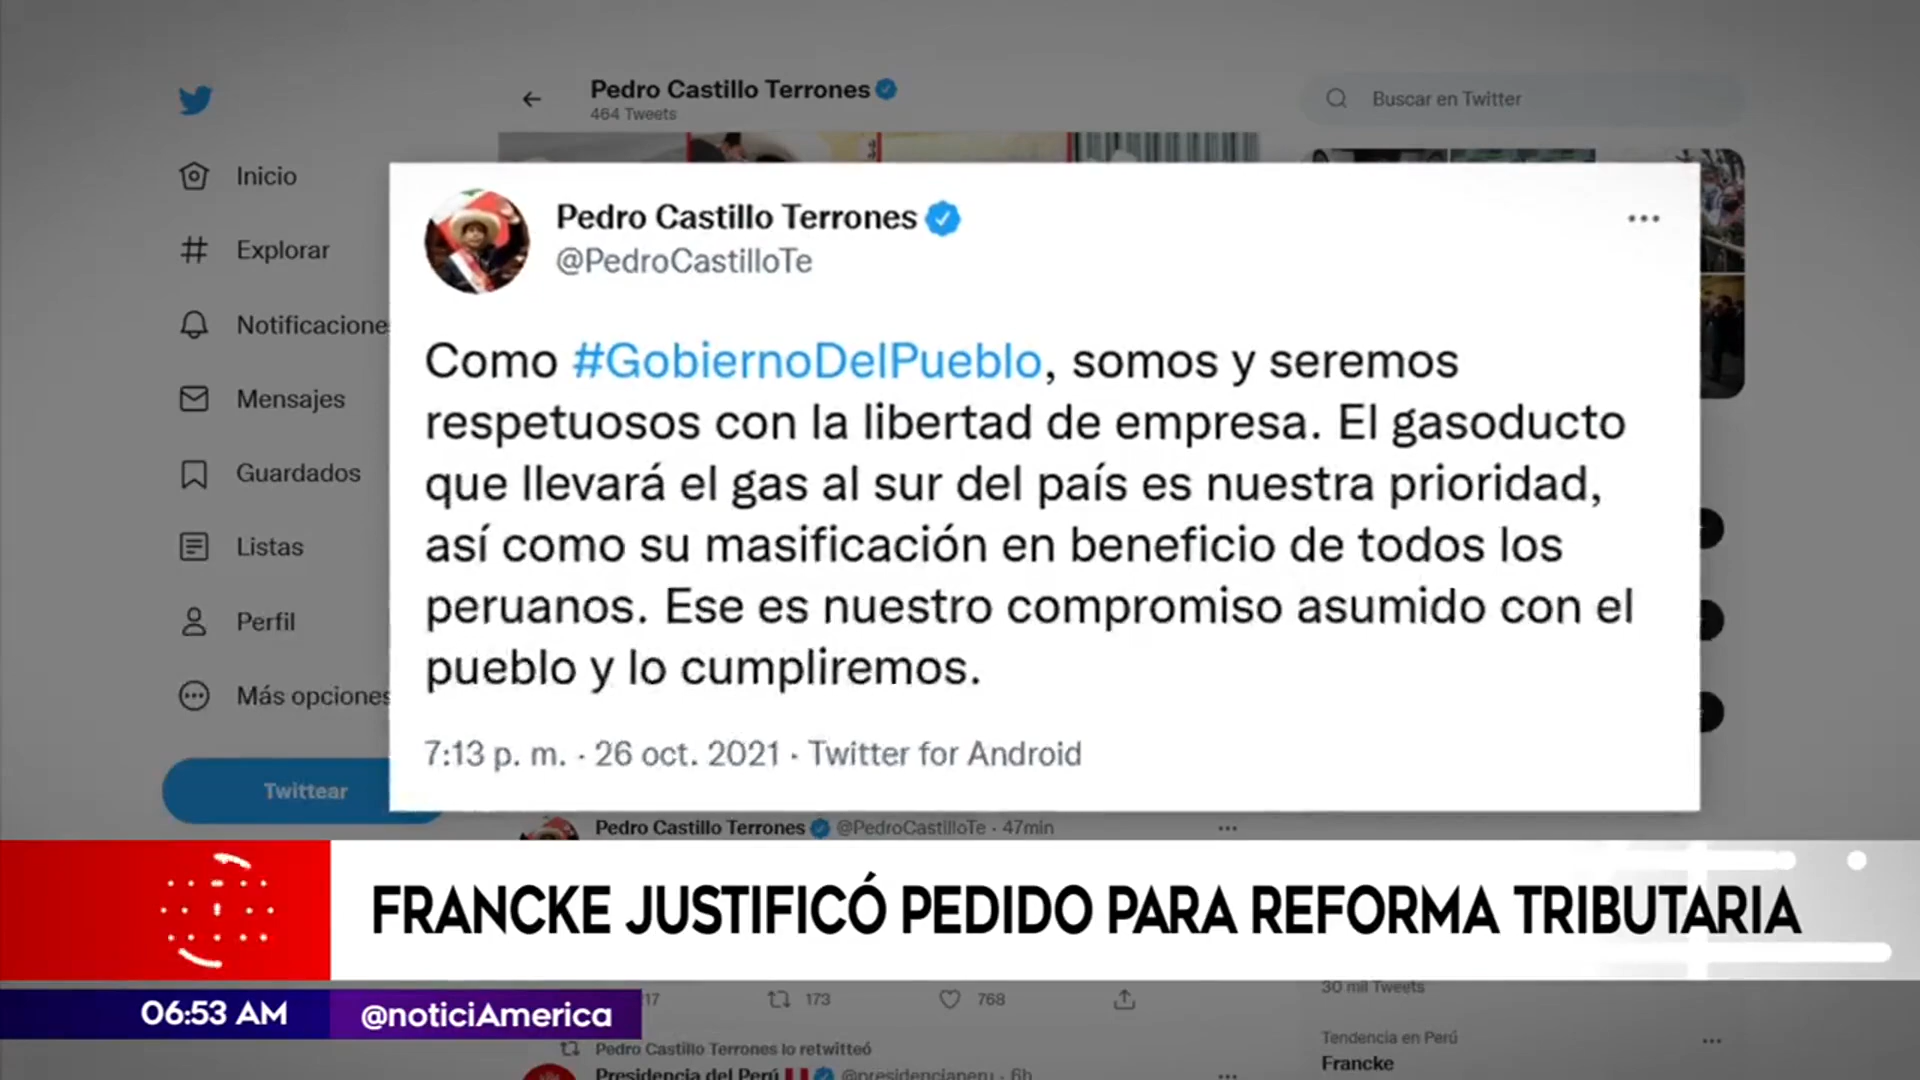 Pedro Castillo Terrones
464 Tweets
Buscar en Twitter
Inicio
Explorar
Notificacione
Mensajes
Guardados
Listas
Perfil
Más opciones
Twittear
Pedro Castillo Terrones
@PedroCastilloTe
Como #GobiernoDelPueblo, somos y seremos
respetuosos con la libertad de empresa. El gasoducto
que llevará el gas al sur del país es nuestra prioridad,
así como su masificación en beneficio de todos los
peruanos. Ese es nuestro compromiso asumido con el
pueblo y lo cumpliremos.
7:13 p. m. · 26 oct. 2021 · Twitter for Android
Pedro Castillo Terrones @PedroCastilloTe · 47min
FRANCKE JUSTIFICÓ PEDIDO PARA REFORMA TRIBUTARIA
06:53 AM
@noticiAmerica
173
768
30 mil Tweets
Pedro Castillo Terrones lo retwitteó
Presidencia del Perú @presidenciaperu · 6h
Tendencia en Perú
Francke